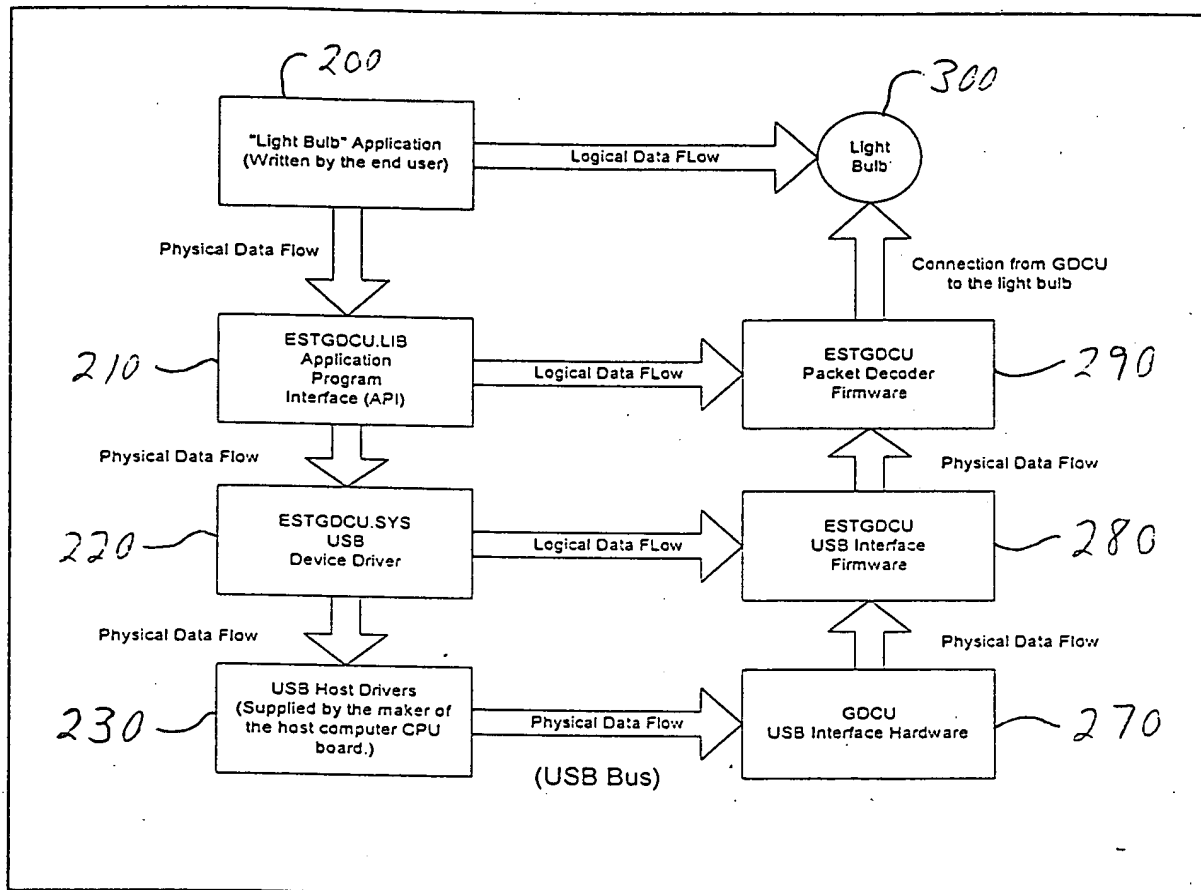 200
300
"Light Bulb" Application
(Written by the end user)
Logical Data FLow
Light
Bulb
Physical Data Flow
Connection from GDCU
to the light bulb
210
ESTGDCU.LIB
Application
Program
Interface (API)
Logical Data FLow
ESTGDCU
Packet Decoder
Firmware
290
Physical Data Flow
Physical Data Flow
220
ESTGDCU.SYS
USB
Device Driver
Logical Data FLow
ESTGDCU
USB Interface
Firmware
280
Physical Data Flow
Physical Data Flow
230
USB Host Drivers
(Supplied by the maker of
the host computer CPU
board.)
Physical Data Flow
(USB Bus)
GDCU
USB Interface Hardware
270